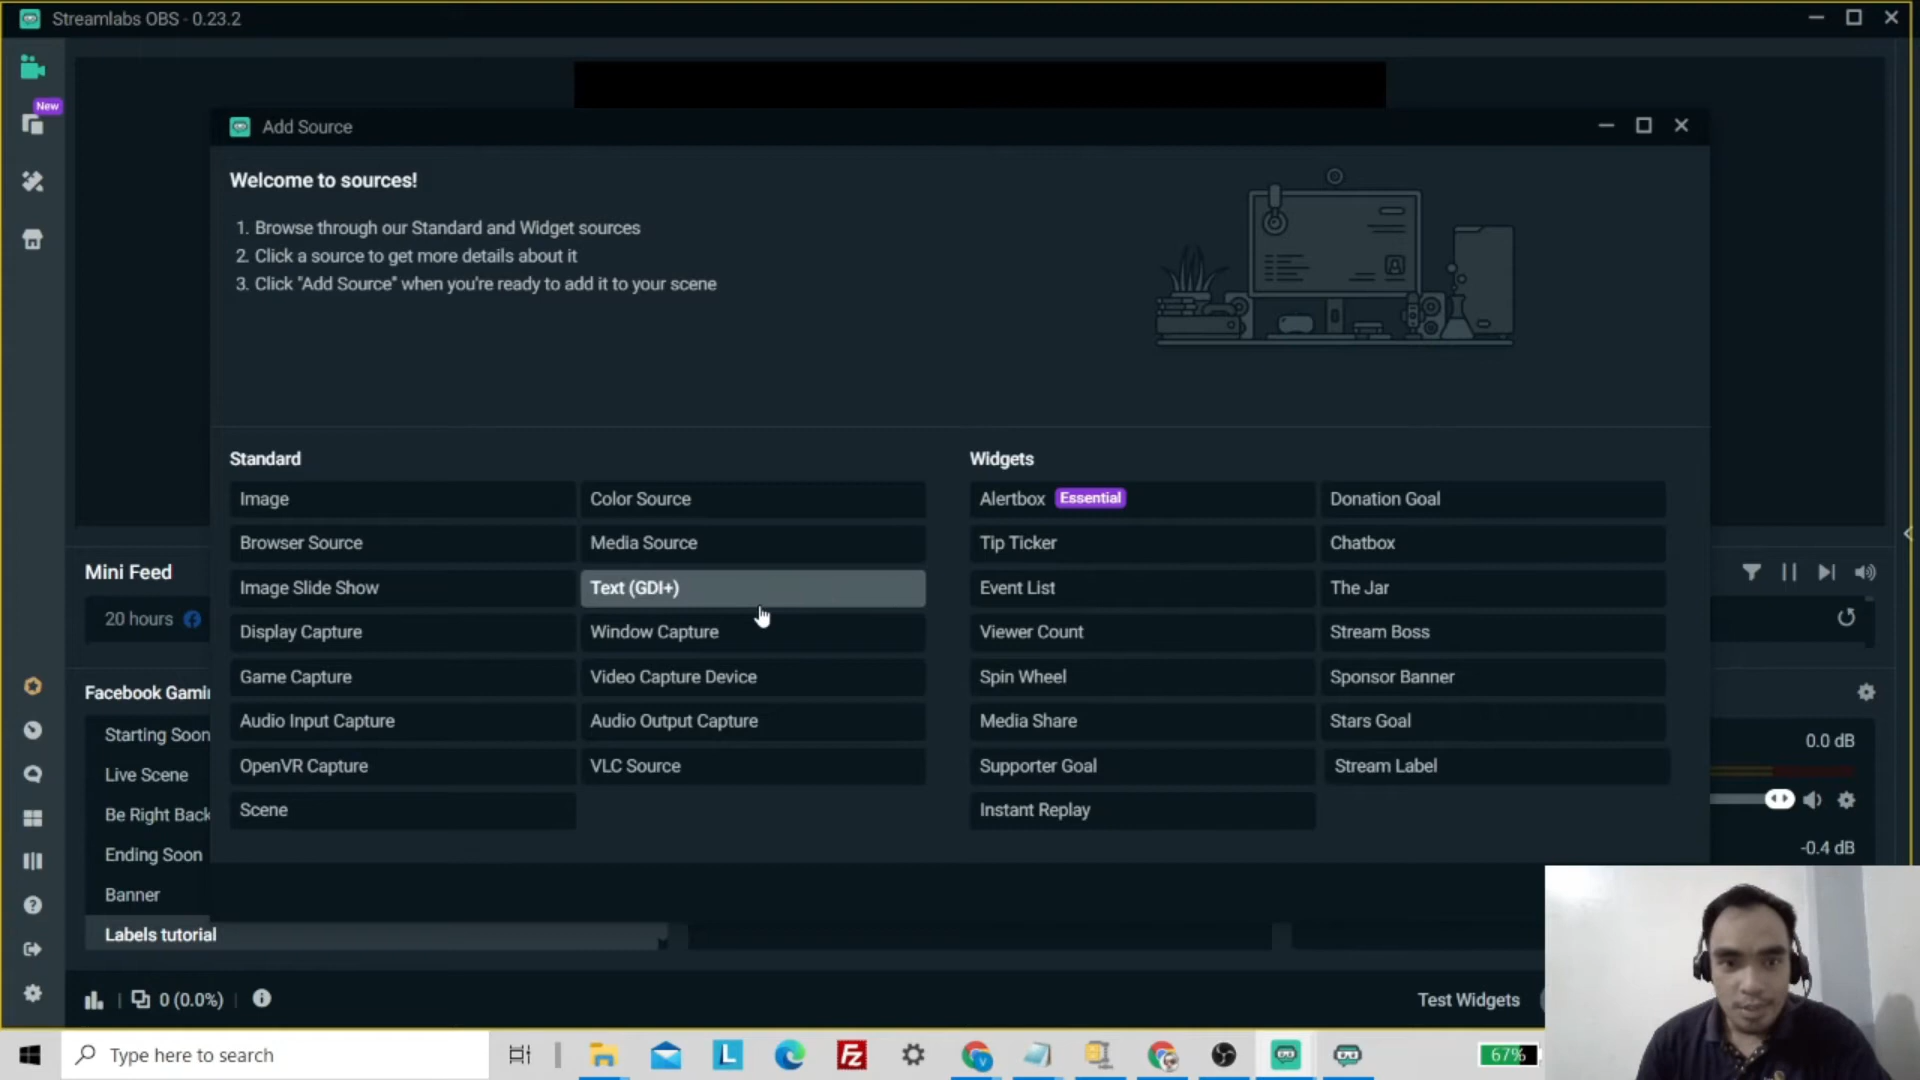 Streamlabs OBS - 0.23.2
New
Add Source
Welcome to sources!
1. Browse through our Standard and Widget sources
2. Click a source to get more details about it
3. Click "Add Source" when you're ready to add it to your scene
Standard
Widgets
Image
Color Source
Alertbox Essential
Donation Goal
Browser Source
Media Source
Tip Ticker
Chatbox
Image Slide Show
Text (GDI+)
Event List
The Jar
Display Capture
Window Capture
Viewer Count
Stream Boss
Game Capture
Video Capture Device
Spin Wheel
Sponsor Banner
Audio Input Capture
Audio Output Capture
Media Share
Stars Goal
OpenVR Capture
VLC Source
Supporter Goal
Stream Label
Scene
Instant Replay
Mini Feed
20 hours
Facebook Gami
Starting Soon
Live Scene
Be Right Back
Ending Soon
Banner
Labels tutorial
0.0 dB
-0.4 dB
0 (0.0%)
Test Widgets
Type here to search
L
FZ
V
67%